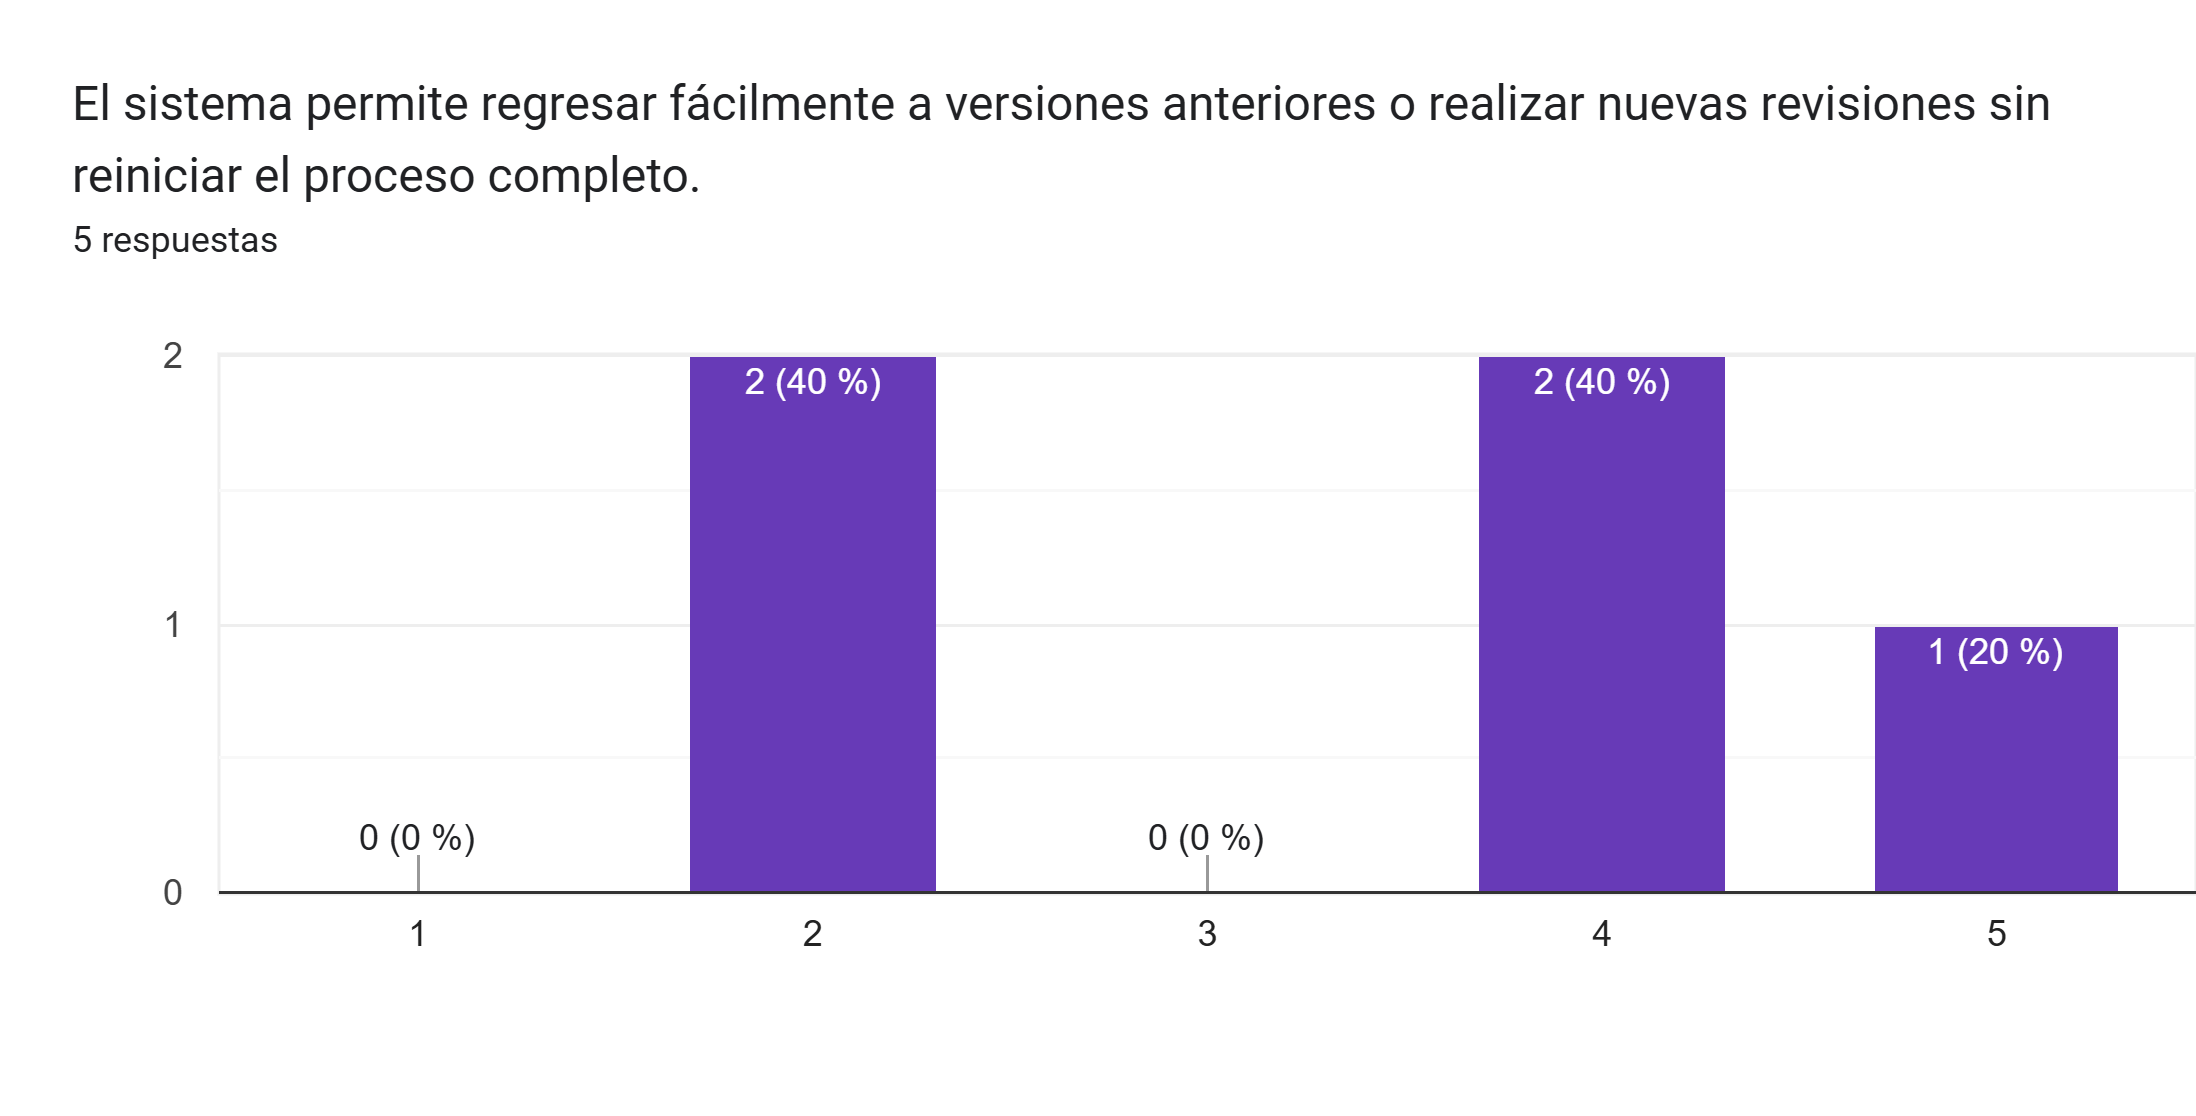 El sistema permite regresar fácilmente a versiones anteriores o realizar nuevas revisiones sin
reiniciar el proceso completo.
5 respuestas
2
2 (40 %)
2 (40 %)
1
1 (20 %)
0 (0 %)
0 (0 %)
0
1
2
3
4
5